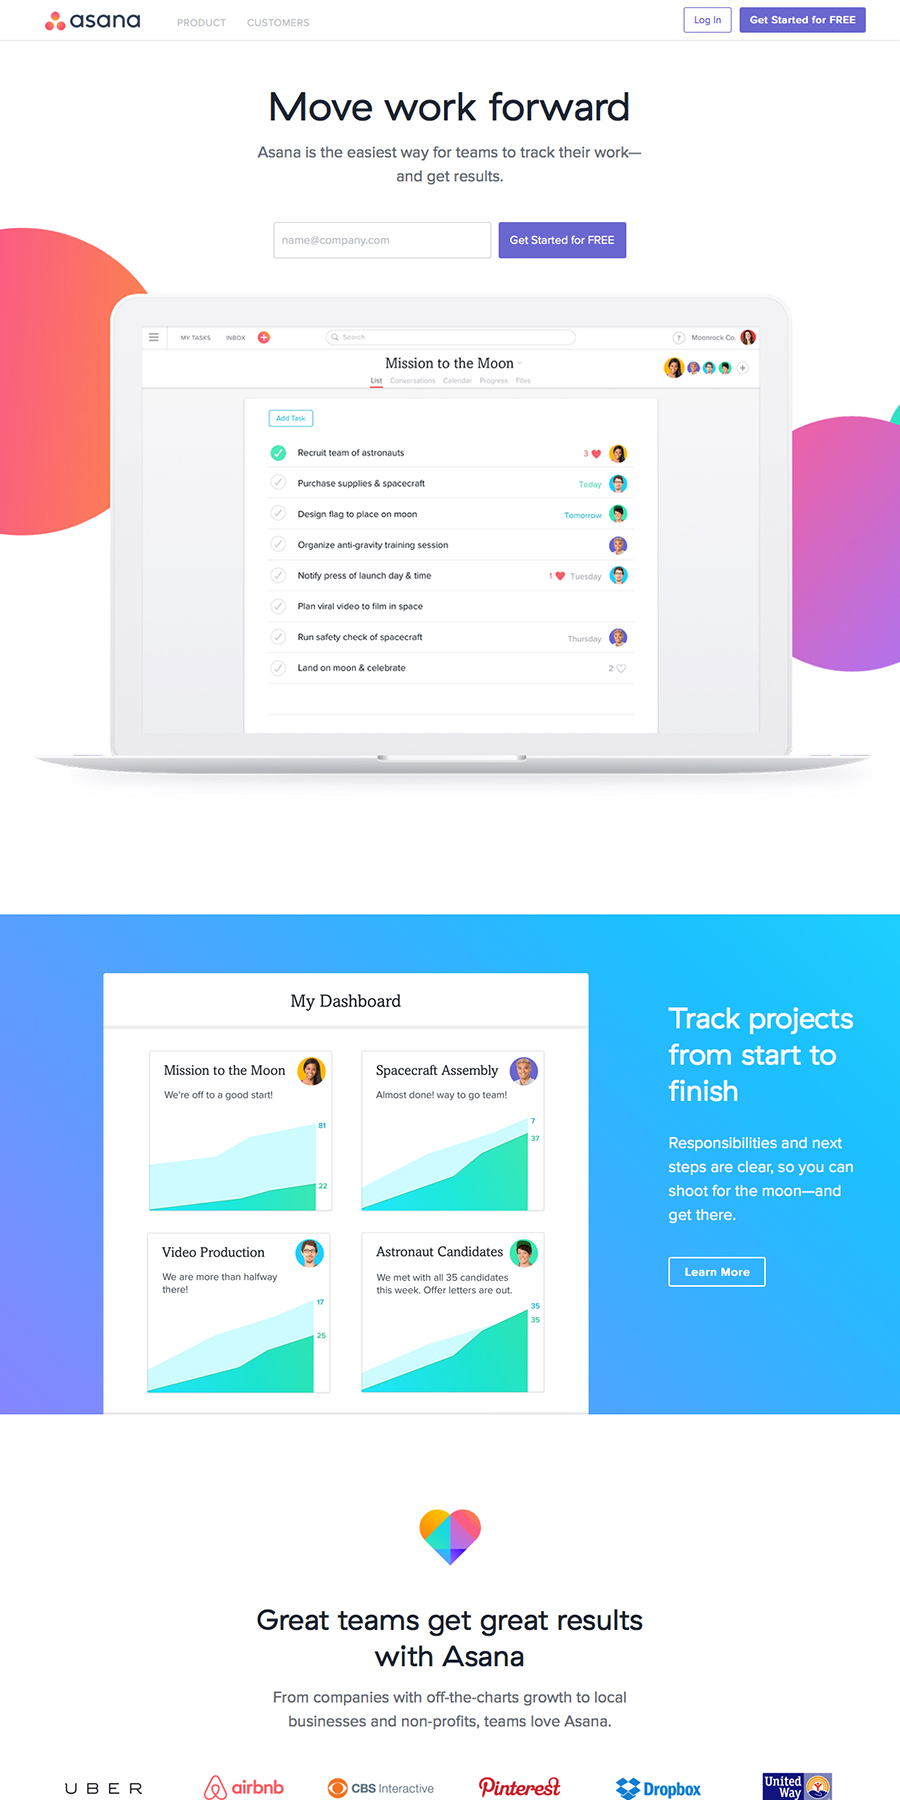 asana
PRODUCT CUSTOMERS
Log In
Get Started for FREE
Move work forward
Asana is the easiest way for teams to track their work—
and get results.
name@company.com
Get Started for FREE
MY TASKS INBOX +
Search
? Moonrock Co.
Mission to the Moon
List Conversations Calendar Progress Files
+
Add Task
Recruit team of astronauts 3
Purchase supplies & spacecraft Today
Design flag to place on moon Tomorrow
Organize anti-gravity training session
Notify press of launch day & time 1 Tuesday
Plan viral video to film in space
Run safety check of spacecraft Thursday
Land on moon & celebrate 2
My Dashboard
Mission to the Moon
We're off to a good start!
81
22
Spacecraft Assembly
Almost done! way to go team!
7
37
Video Production
We are more than halfway
there!
17
25
Astronaut Candidates
We met with all 35 candidates
this week. Offer letters are out.
35
35
Track projects
from start to
finish
Responsibilities and next
steps are clear, so you can
shoot for the moon—and
get there.
Learn More
Great teams get great results
with Asana
From companies with off-the-charts growth to local
businesses and non-profits, teams love Asana.
UBER
airbnb
CBS Interactive
Pinterest
Dropbox
United
Way